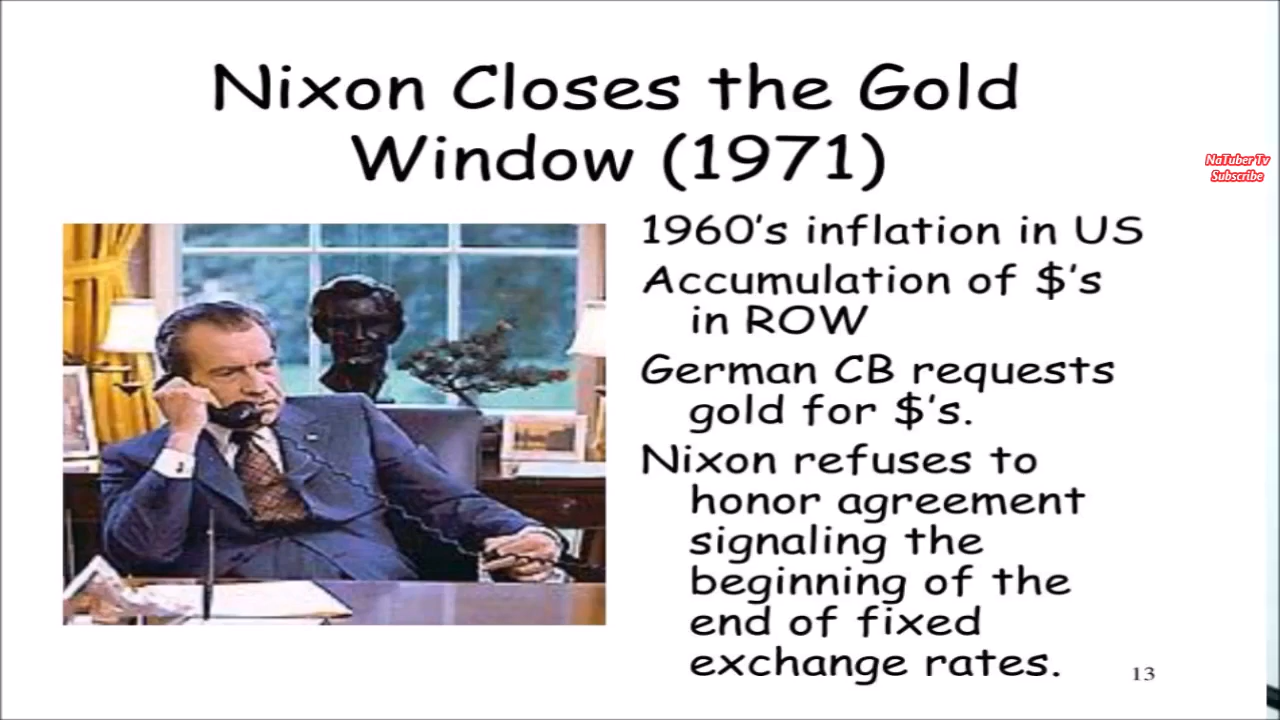 Nixon Closes the Gold
Window (1971)
NaTuber Tv
Subscribe
1960's inflation in US
Accumulation of $'s
in ROW
German CB requests
gold for $'s.
Nixon refuses to
honor agreement
signaling the
beginning of the
end of fixed
exchange rates.
13